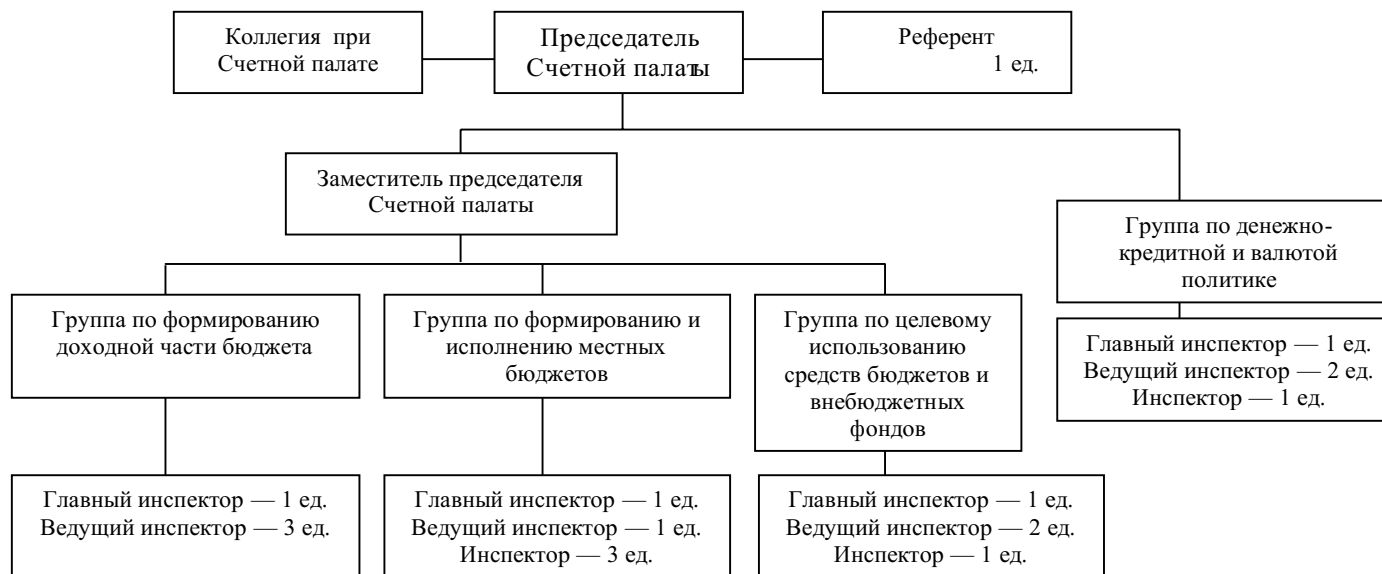 Коллегия при
Счетной палате
Председатель
Счетной палаты
Референт
1 ед.
Заместитель председателя
Счетной палаты
Группа по денежно-
кредитной и валютой
политике
Главный инспектор — 1 ед.
Ведущий инспектор — 2 ед.
Инспектор — 1 ед.
Группа по формированию
доходной части бюджета
Группа по формированию и
исполнению местных
бюджетов
Группа по целевому
использованию
средств бюджетов и
внебюджетных
фондов
Главный инспектор — 1 ед.
Ведущий инспектор — 3 ед.
Главный инспектор — 1 ед.
Ведущий инспектор — 1 ед.
Инспектор — 3 ед.
Главный инспектор — 1 ед.
Ведущий инспектор — 2 ед.
Инспектор — 1 ед.